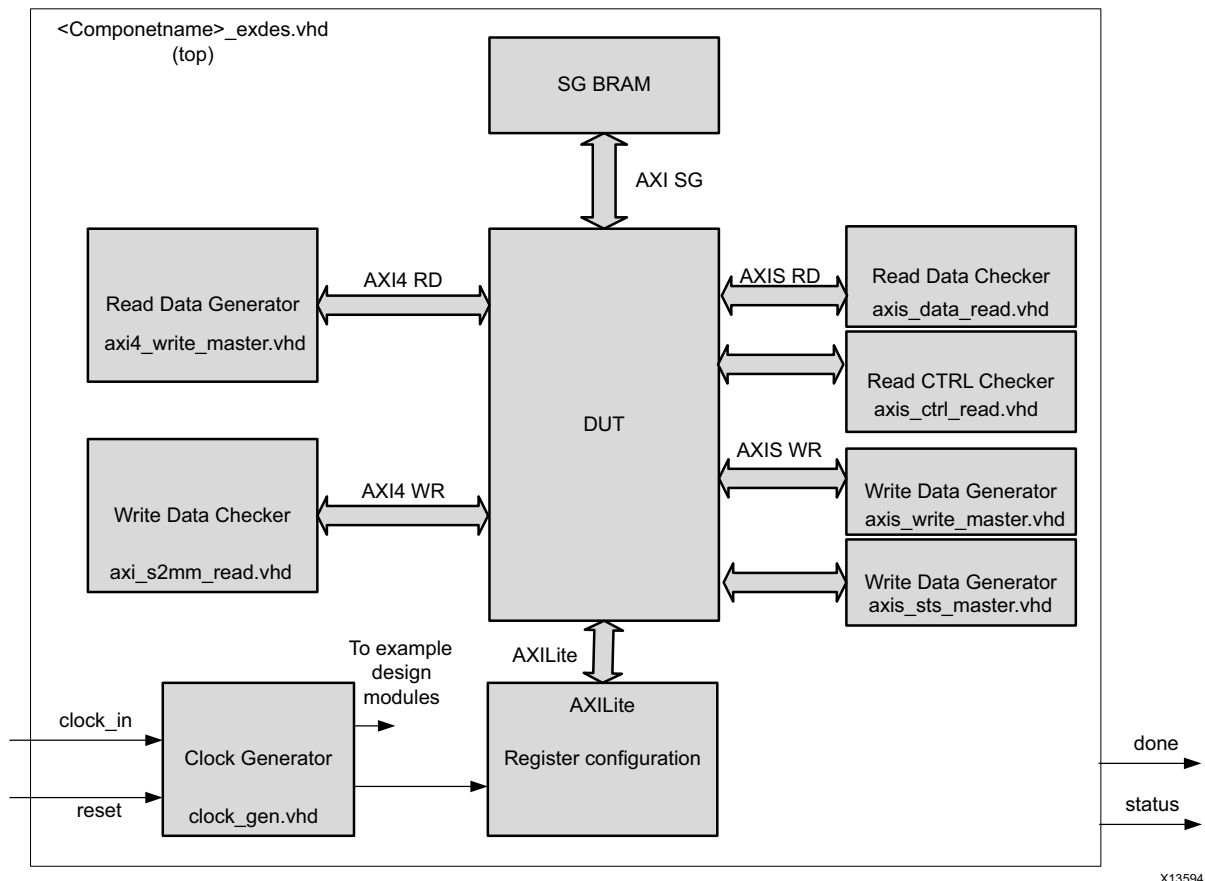 <Componetname>_exdes.vhd
(top)
SG BRAM
AXI SG
Read Data Generator
axi4_write_master.vhd
AXI4 RD
AXIS RD
Read Data Checker
axis_data_read.vhd
Read CTRL Checker
axis_ctrl_read.vhd
DUT
Write Data Checker
axi_s2mm_read.vhd
AXI4 WR
AXIS WR
Write Data Generator
axis_write_master.vhd
Write Data Generator
axis_sts_master.vhd
AXILite
To example
design
modules
clock_in
reset
Clock Generator
clock_gen.vhd
AXILite
Register configuration
done
status
X13594